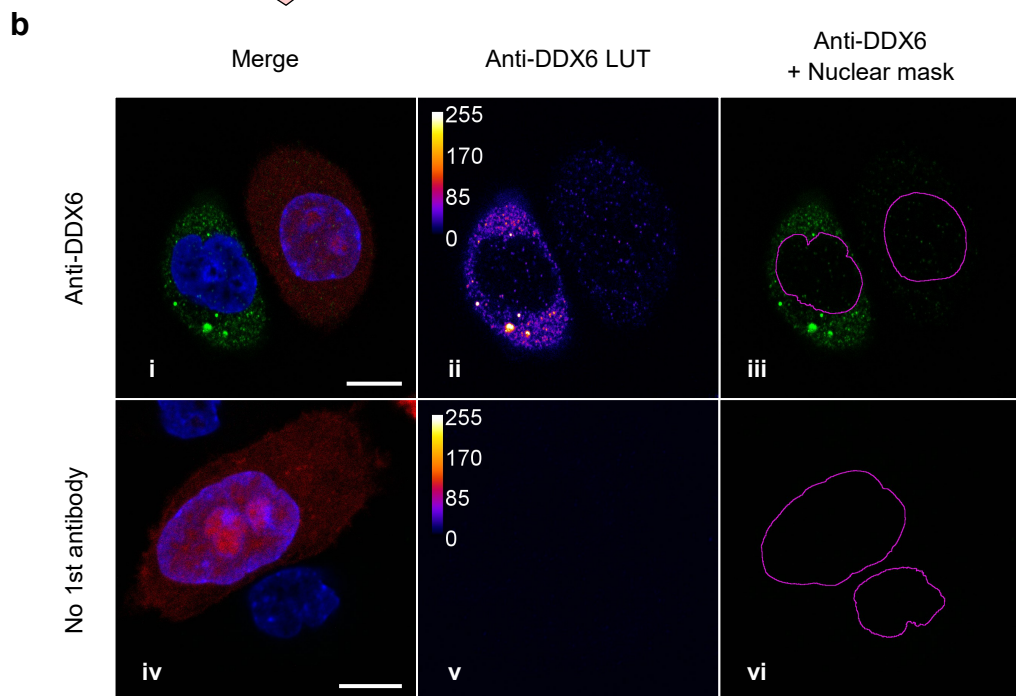 b
Merge
Anti-DDX6 LUT
Anti-DDX6
+ Nuclear mask
Anti-DDX6
i
255
170
85
0
ii
iii
No 1st antibody
iv
255
170
85
0
v
vi